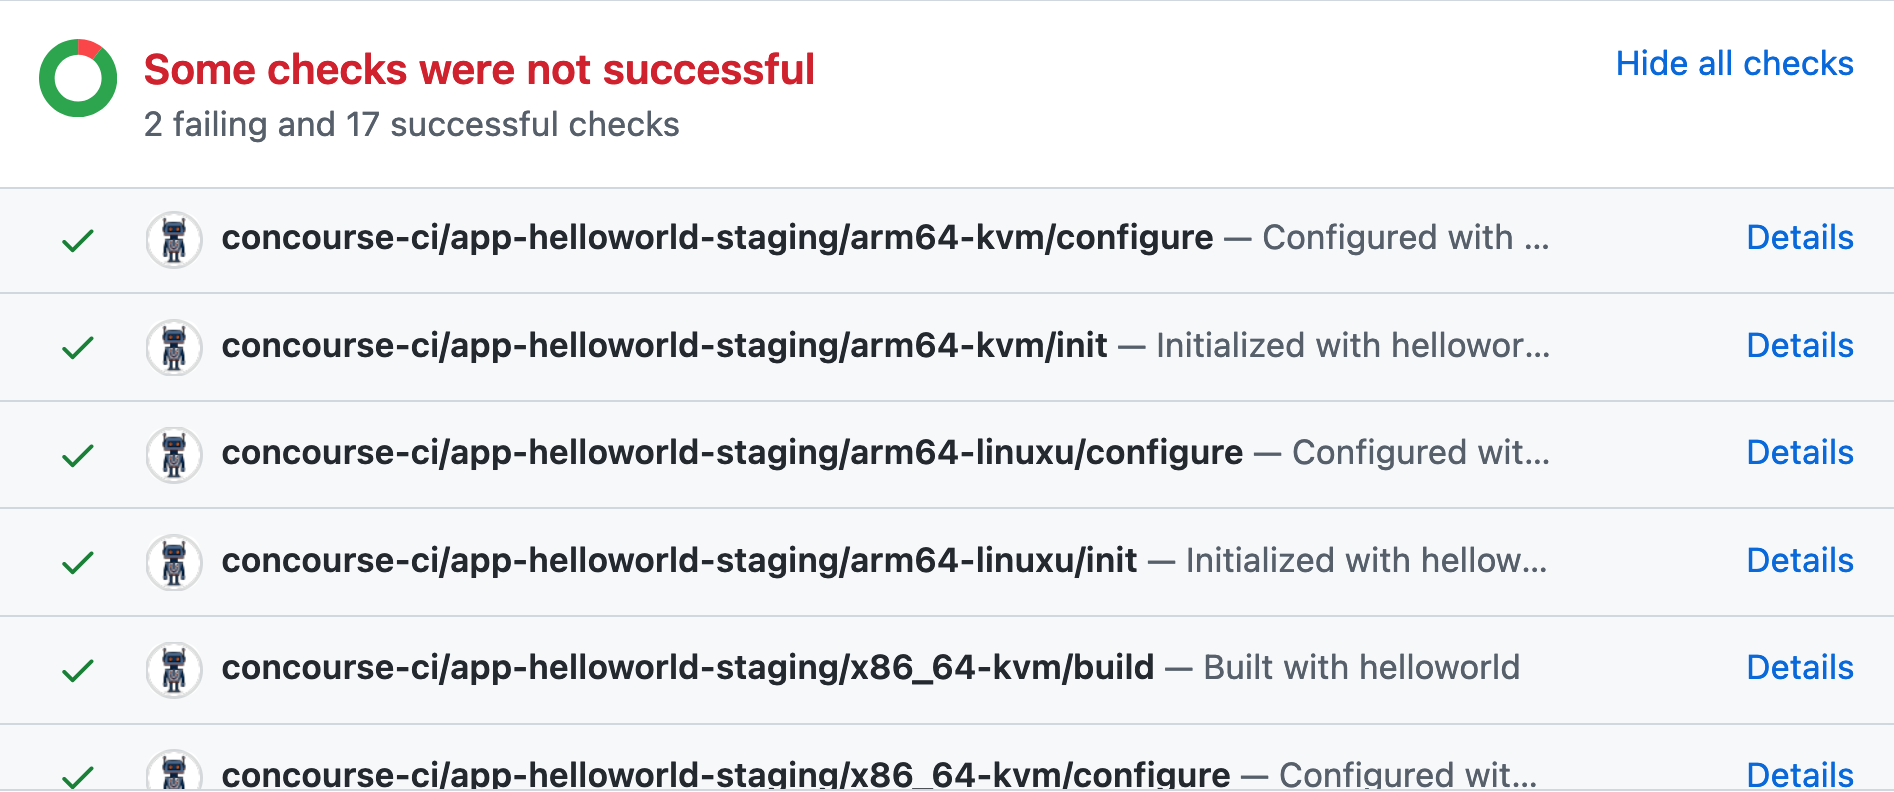 Some checks were not successful
Hide all checks
2 failing and 17 successful checks
concourse-ci/app-helloworld-staging/arm64-kvm/configure — Configured with ...
Details
concourse-ci/app-helloworld-staging/arm64-kvm/init — Initialized with hellowor...
Details
concourse-ci/app-helloworld-staging/arm64-linuxu/configure — Configured wit...
Details
concourse-ci/app-helloworld-staging/arm64-linuxu/init — Initialized with hellow...
Details
concourse-ci/app-helloworld-staging/x86_64-kvm/build — Built with helloworld
Details
concourse-ci/app-helloworld-staging/x86_64-kvm/configure — Configured wit...
Details